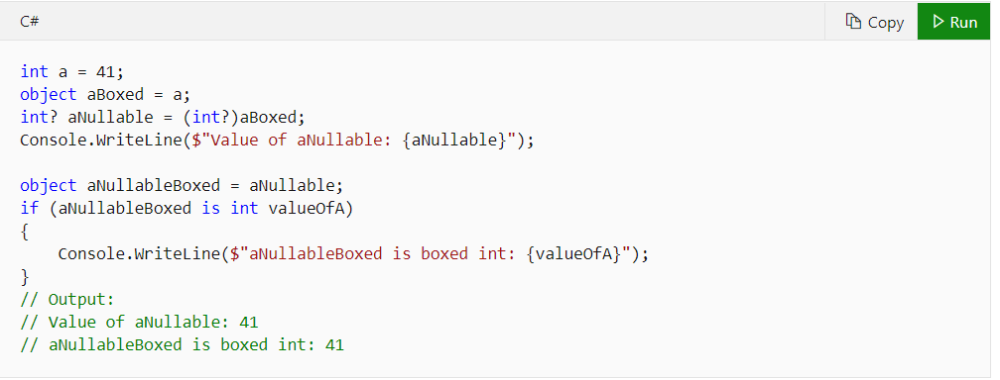 C#
Copy
Run
int a = 41;
object aBoxed = a;
int? aNullable = (int?)aBoxed;
Console.WriteLine($"Value of aNullable: {aNullable}");

object aNullableBoxed = aNullable;
if (aNullableBoxed is int valueOfA)
{
    Console.WriteLine($"aNullableBoxed is boxed int: {valueOfA}");
}
// Output:
// Value of aNullable: 41
// aNullableBoxed is boxed int: 41